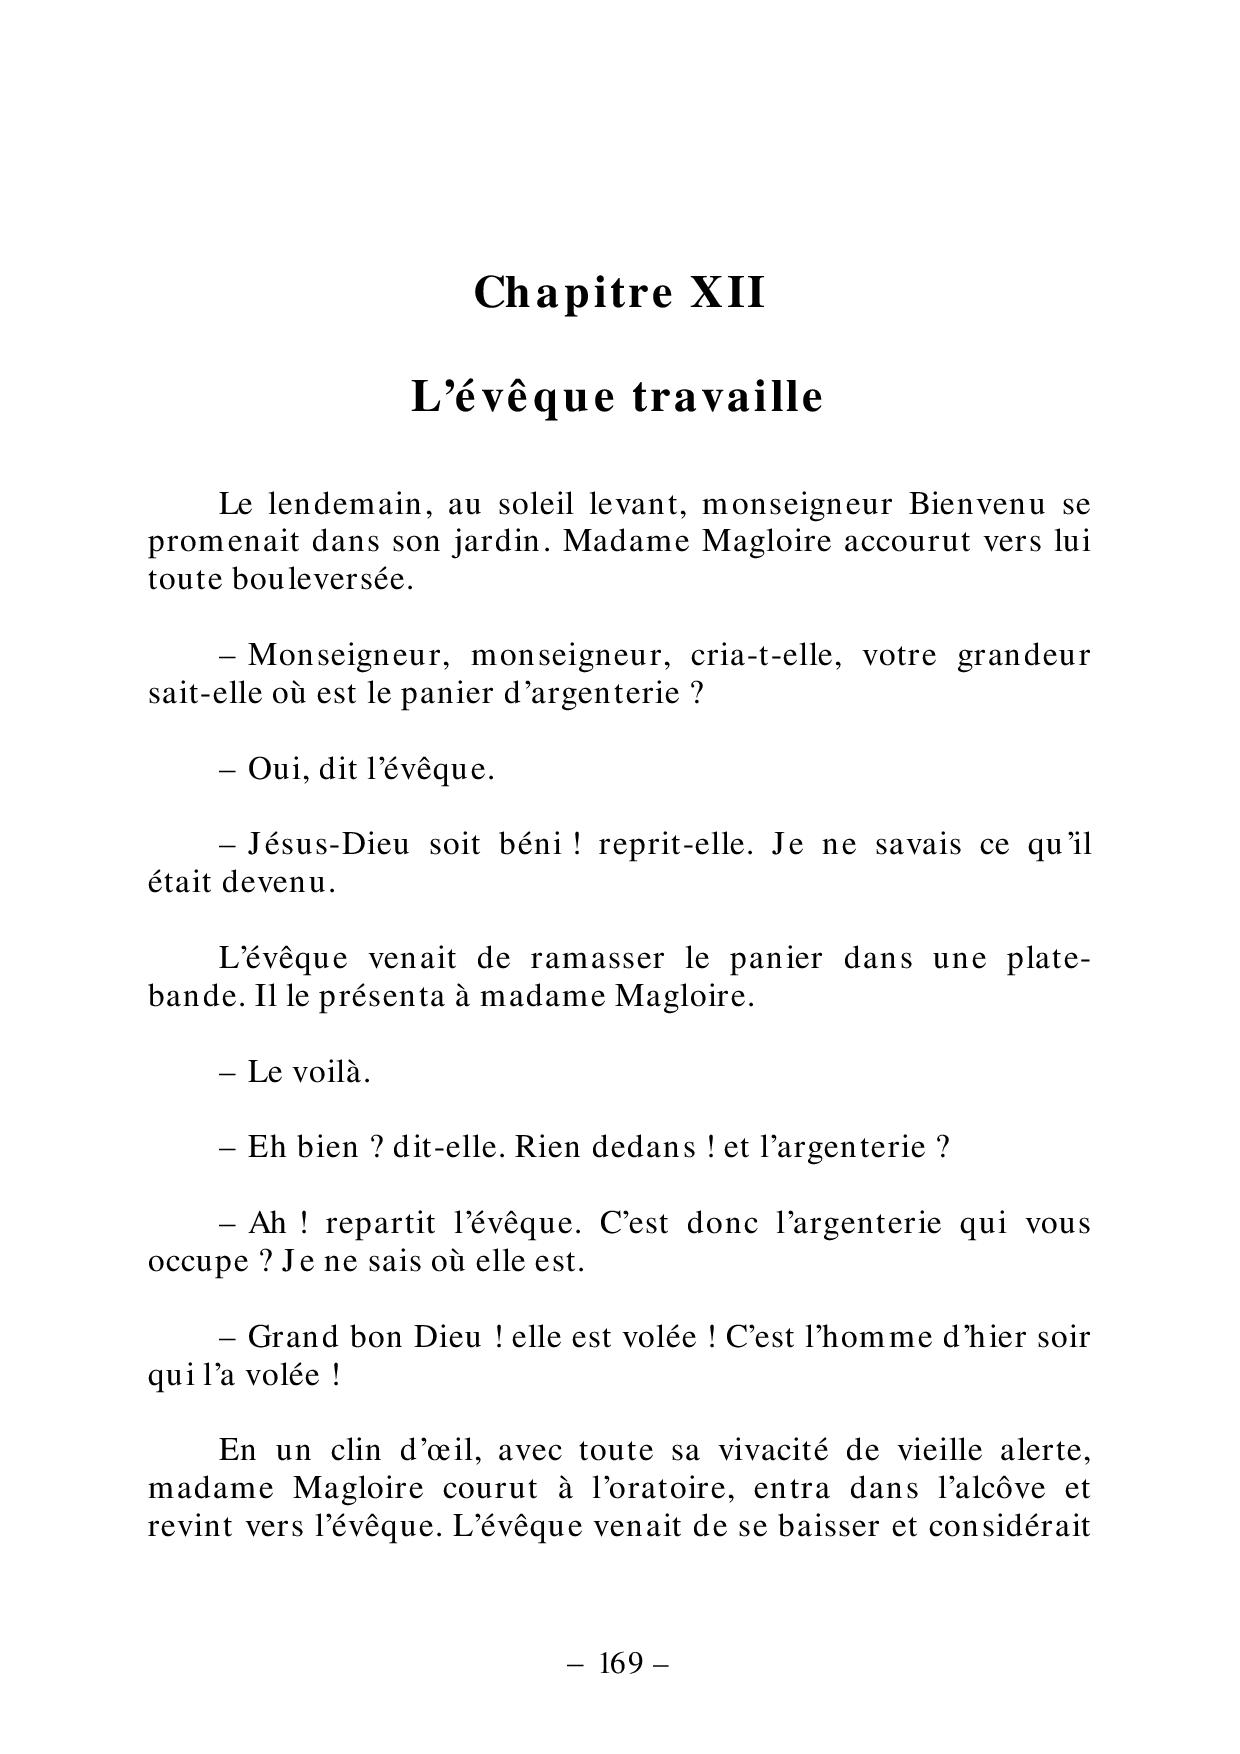 Chapitre XII
L’évêque travaille
Le lendemain, au soleil levant, monseigneur Bienvenu se
promenait dans son jardin. Madame Magloire accourut vers lui
toute bouleversée.
– Monseigneur, monseigneur, cria-t-elle, votre grandeur
sait-elle où est le panier d’argenterie ?
– Oui, dit l’évêque.
– Jésus-Dieu soit béni ! reprit-elle. Je ne savais ce qu’il
était devenu.
L’évêque venait de ramasser le panier dans une plate-
bande. Il le présenta à madame Magloire.
– Le voilà.
– Eh bien ? dit-elle. Rien dedans ! et l’argenterie ?
– Ah ! repartit l’évêque. C’est donc l’argenterie qui vous
occupe ? Je ne sais où elle est.
– Grand bon Dieu ! elle est volée ! C’est l’homme d’hier soir
qui l’a volée !
En un clin d’œil, avec toute sa vivacité de vieille alerte,
madame Magloire courut à l’oratoire, entra dans l’alcôve et
revint vers l’évêque. L’évêque venait de se baisser et considérait
– 169 –